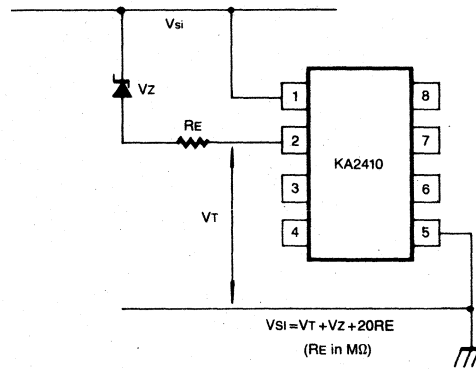 Vsi
VZ
1
8
RE
2
7
KA2410
3
6
VT
4
5
VSI=VT+VZ+20RE
(RE in MΩ)